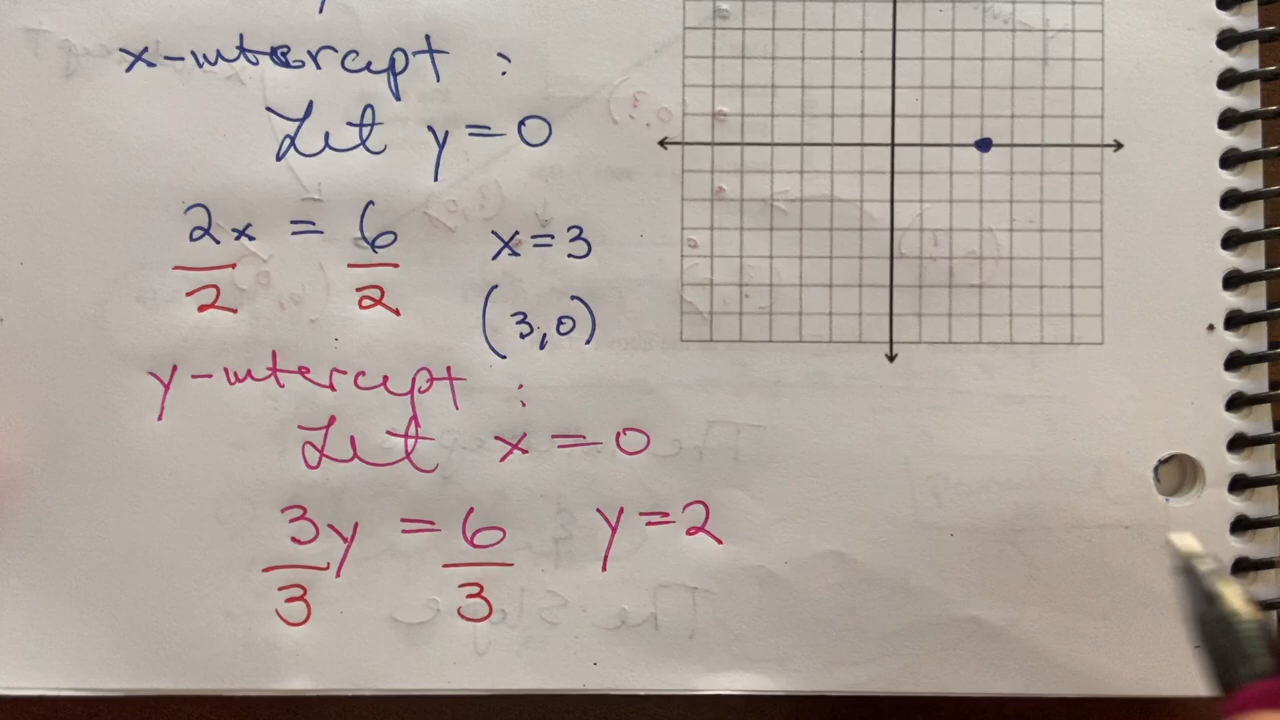 x-intercept :
Let y=0
2x = 6 x=3
2 2 (3,0)
y-intercept :
Let x=0
3y = 6 y=2
3 3